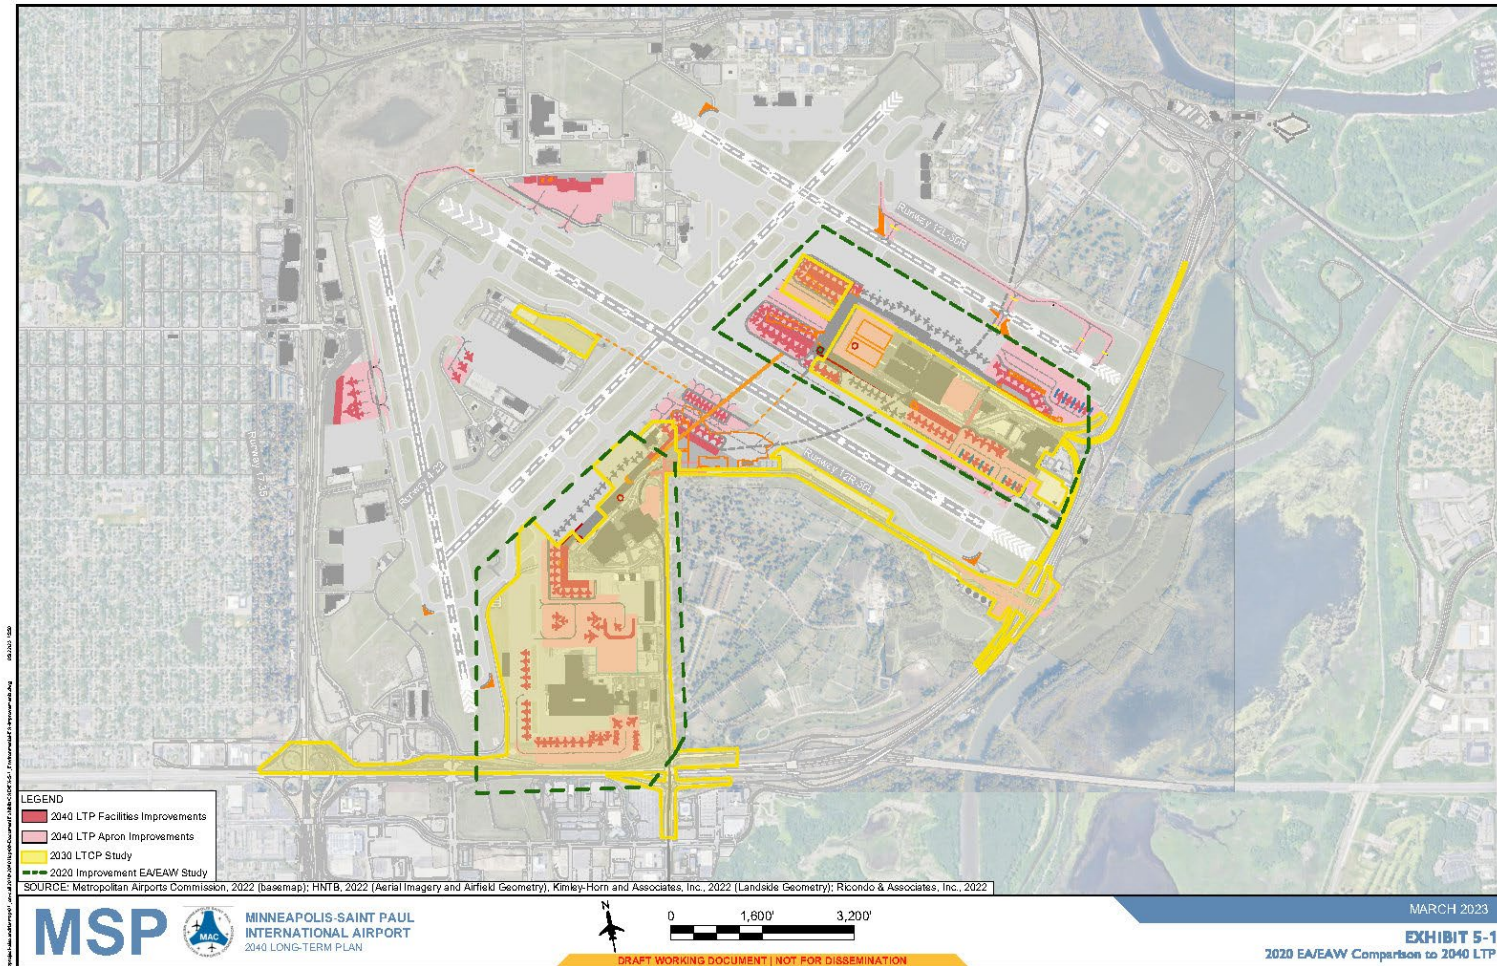 Runway 12L-30R
Runway 4-22
Runway 12R-30L
LEGEND
2040 LTP Facilities Improvements
2040 LTP Apron Improvements
2030 LTCP Study
2020 Improvement EA/EAW Study
SOURCE: Metropolitan Airports Commission, 2022 (basemap); HNTB, 2022 (Aerial Imagery and Airfield Geometry), Kimley-Horn and Associates, Inc., 2022 (Landside Geometry); Ricondo & Associates, Inc., 2022
MSP
MAC
MINNEAPOLIS-SAINT PAUL
INTERNATIONAL AIRPORT
2040 LONG-TERM PLAN
N
0 1,600' 3,200'
DRAFT WORKING DOCUMENT | NOT FOR DISSEMINATION
MARCH 2023
EXHIBIT 5-1
2020 EA/EAW Comparison to 2040 LTP